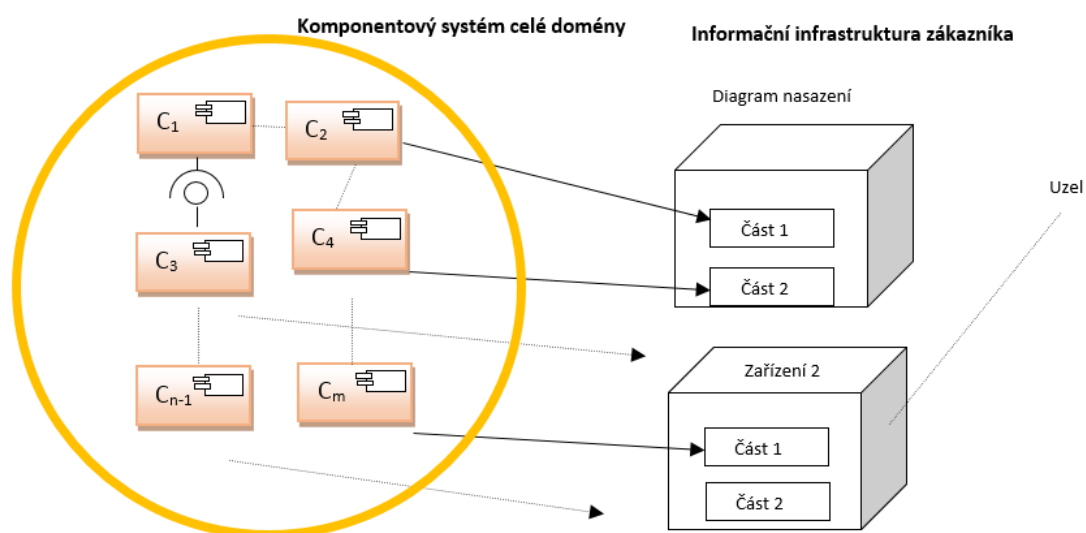 Komponentový systém celé domény
Informační infrastruktura zákazníka
Diagram nasazení
C1
C2
Uzel
Část 1
C4
C3
Část 2
Zařízení 2
Cn-1
Cm
Část 1
Část 2